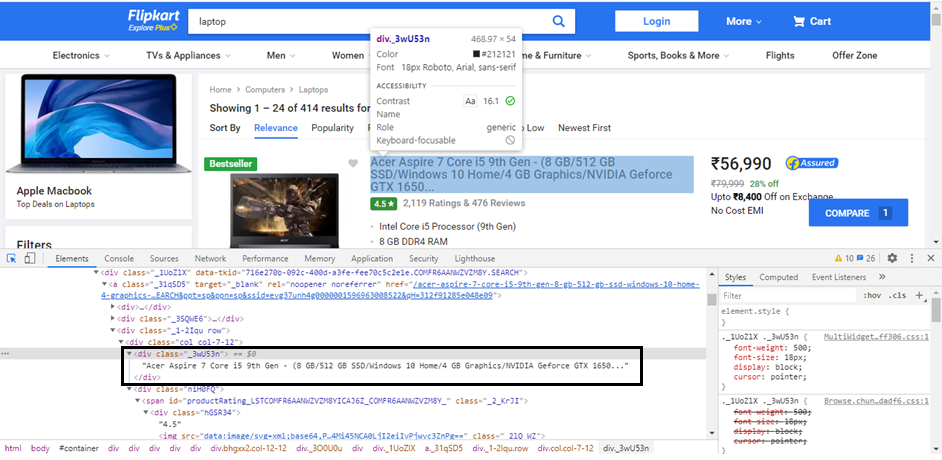 Flipkart
Explore Plus
laptop
Login
More
Cart
Electronics
TVs & Appliances
Men
Women
me & Furniture
Sports, Books & More
Flights
Offer Zone
div._3wU53n 468.97 × 54
Color #212121
Font 18px Roboto, Arial, sans-serif
ACCESSIBILITY
Contrast Aa 16.1
Name
Role generic
Keyboard-focusable
Apple Macbook
Top Deals on Laptops
Filters
Home > Computers > Laptops
Showing 1 – 24 of 414 results for
Sort By Relevance Popularity Low Newest First
Bestseller
Acer Aspire 7 Core i5 9th Gen - (8 GB/512 GB
SSD/Windows 10 Home/4 GB Graphics/NVIDIA Geforce
GTX 1650...
4.5★ 2,119 Ratings & 476 Reviews
Intel Core i5 Processor (9th Gen)
8 GB DDR4 RAM
₹56,990
Assured
₹79,999 28% off
Upto ₹8,400 Off on Exchange
No Cost EMI
COMPARE 1
Elements Console Sources Network Performance Memory Application Security Lighthouse 10 26
<div class="_1UoZlX" data-tkid="716e270b-092c-400d-a3fe-fee70c5c2e1e.COMFR6AANWZVZM8Y.SEARCH">
<a class="_31qSD5" target="_blank" rel="noopener noreferrer" href="/acer-aspire-7-core-i5-9th-gen-8-gb-512-gb-ssd-windows-10-home-
4-graphics-…EARCH&ppt=sp&ppn=sp&ssid=evg37unh4g0000001596963008522&qH=312f91285e048e09">
<div>…</div>
<div class="_3SQWE6">…</div>
<div class="_1-2Iqu row">
<div class="col col-7-12">
… <div class="_3wU53n"> == $0
"Acer Aspire 7 Core i5 9th Gen - (8 GB/512 GB SSD/Windows 10 Home/4 GB Graphics/NVIDIA Geforce GTX 1650..."
</div>
<div class="niH0FQ">
<span id="productRating_LSTCOMFR6AANWZVZM8YICAJ6Z_COMFR6AANWZVZM8Y_" class="_2_KrJI">
<div class="hGSR34">
"4.5"
html body #container div div div div div.bhgxx2.col-12-12 div._3O0U0u div div._1UoZlX a._31qSD5 div._1-2Iqu.row div.col.col-7-12 div._3wU53n
Styles Computed Event Listeners »
Filter :hov .cls +
element.style {
}
._1UoZlX ._3wU53n { MultiWidget…ff306.css:1
font-weight: 500;
font-size: 18px;
display: block;
cursor: pointer;
}
._1UoZlX ._3wU53n { Browse.chun…dadf6.css:1
font-weight: 500;
font-size: 18px;
display: block;
cursor: pointer;
}